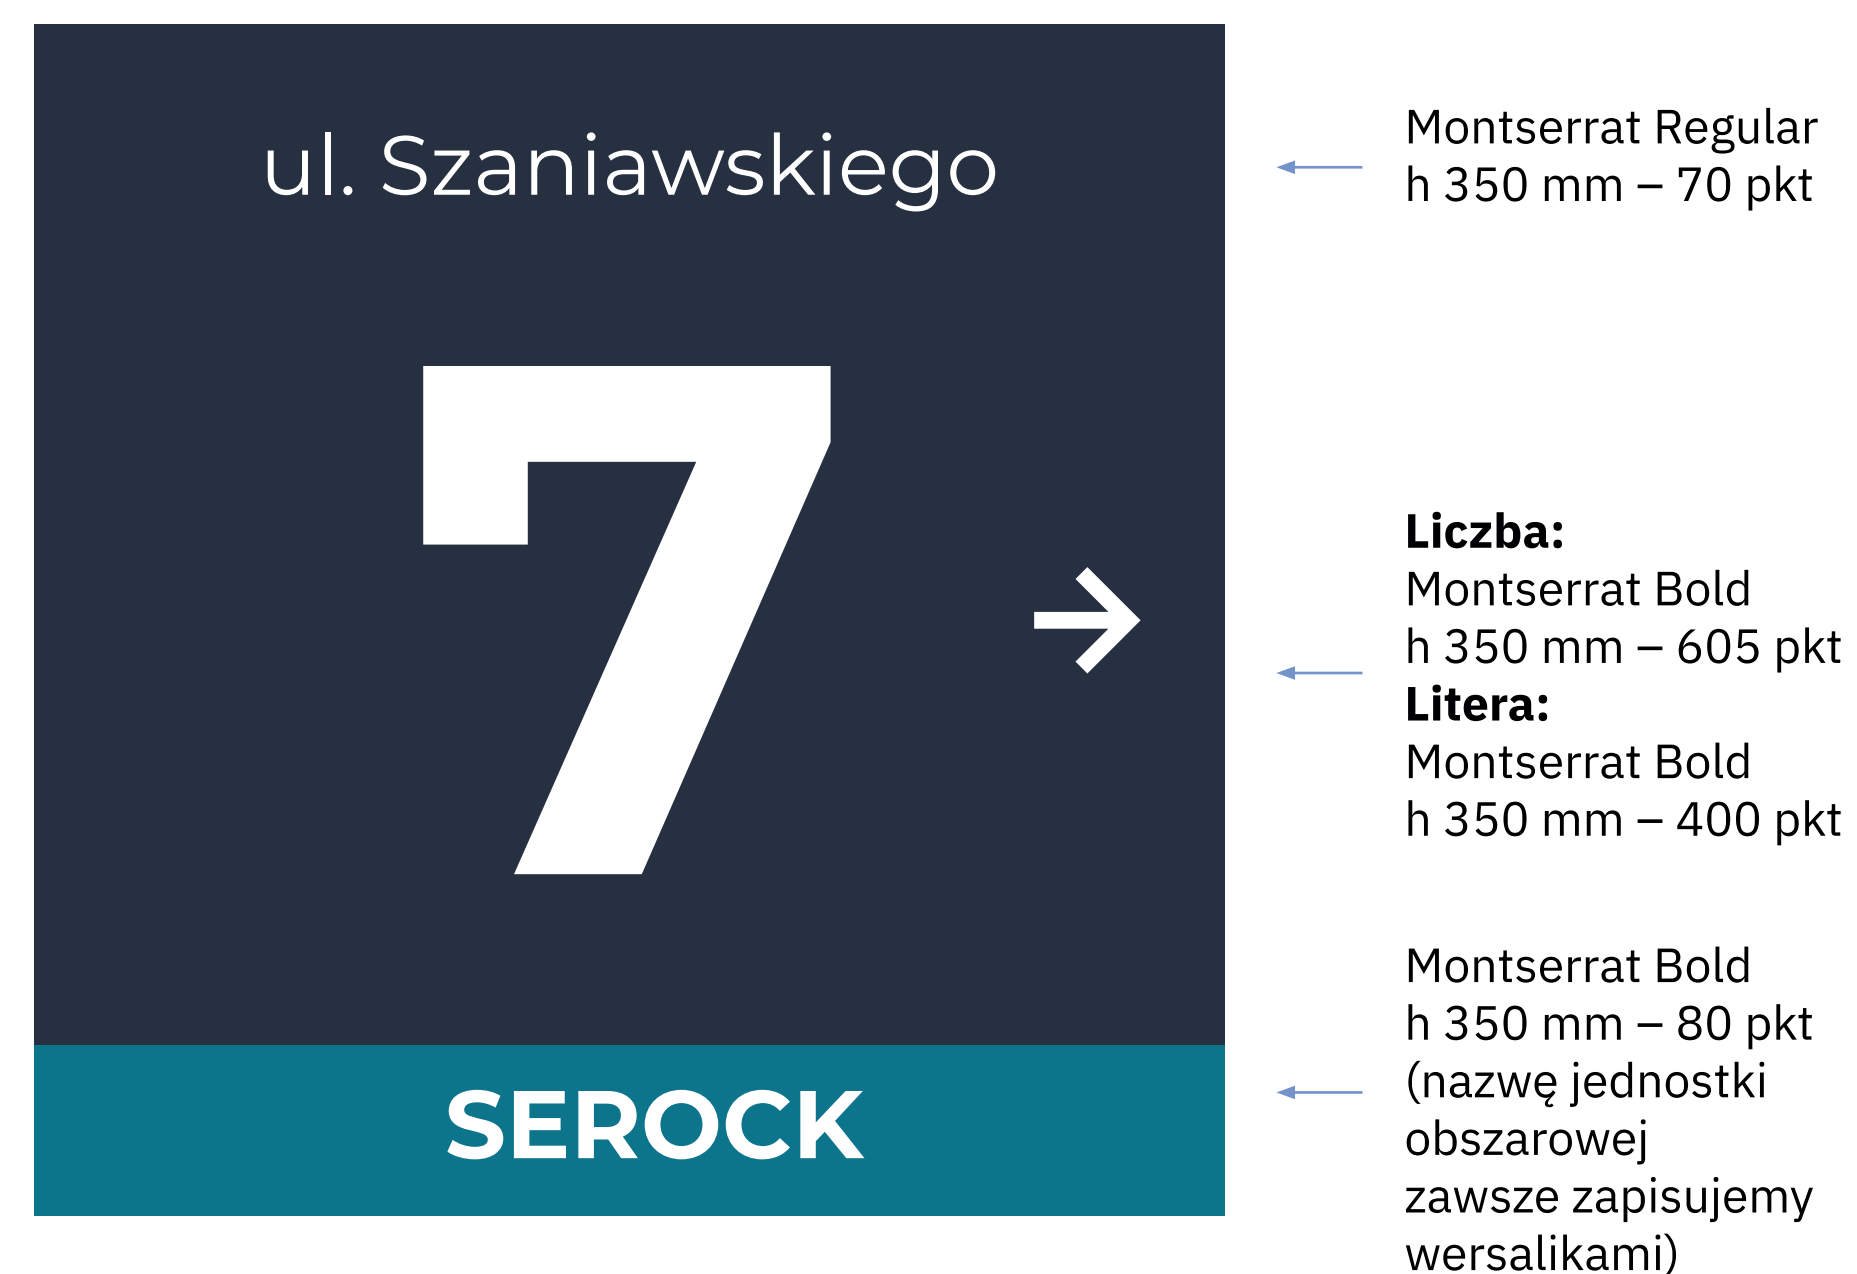 ul. Szaniawskiego
7
→
SEROCK
Montserrat Regular
h 350 mm – 70 pkt
Liczba:
Montserrat Bold
h 350 mm – 605 pkt
Litera:
Montserrat Bold
h 350 mm – 400 pkt
Montserrat Bold
h 350 mm – 80 pkt
(nazwę jednostki
obszarowej
zawsze zapisujemy
wersalikami)